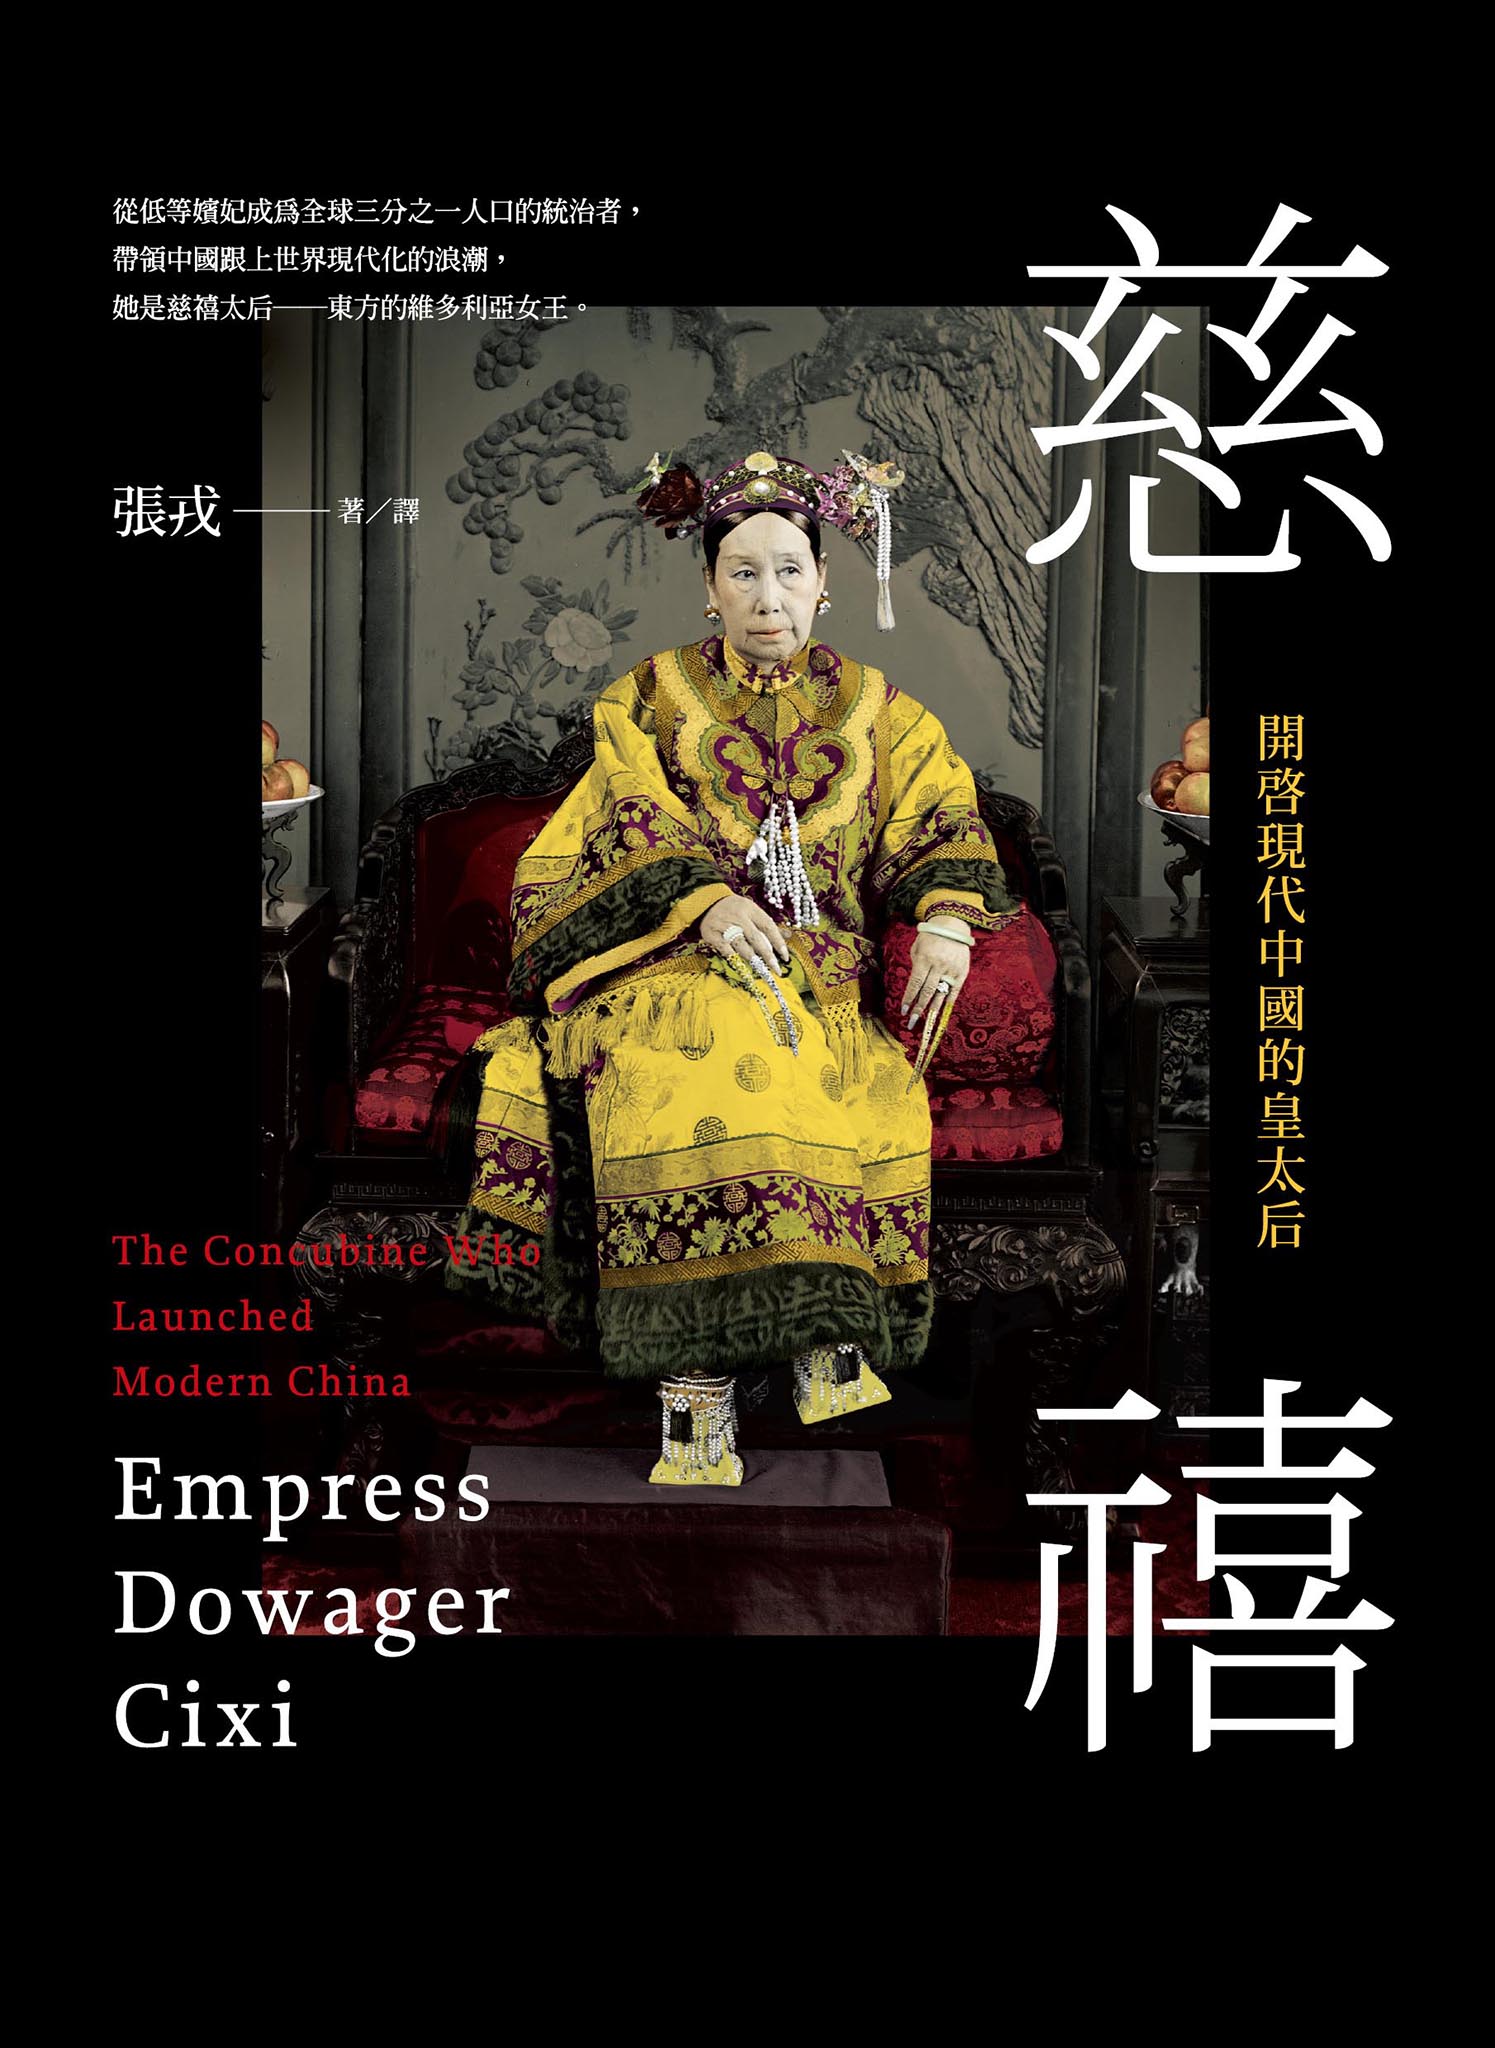 從低等嬪妃成爲全球三分之一人口的統治者，
帶領中國跟上世界現代化的浪潮，
她是慈禧太后——東方的維多利亞女王。
張戎——著／譯
慈禧
開啓現代中國的皇太后
The Concubine Who
Launched
Modern China
Empress
Dowager
Cixi